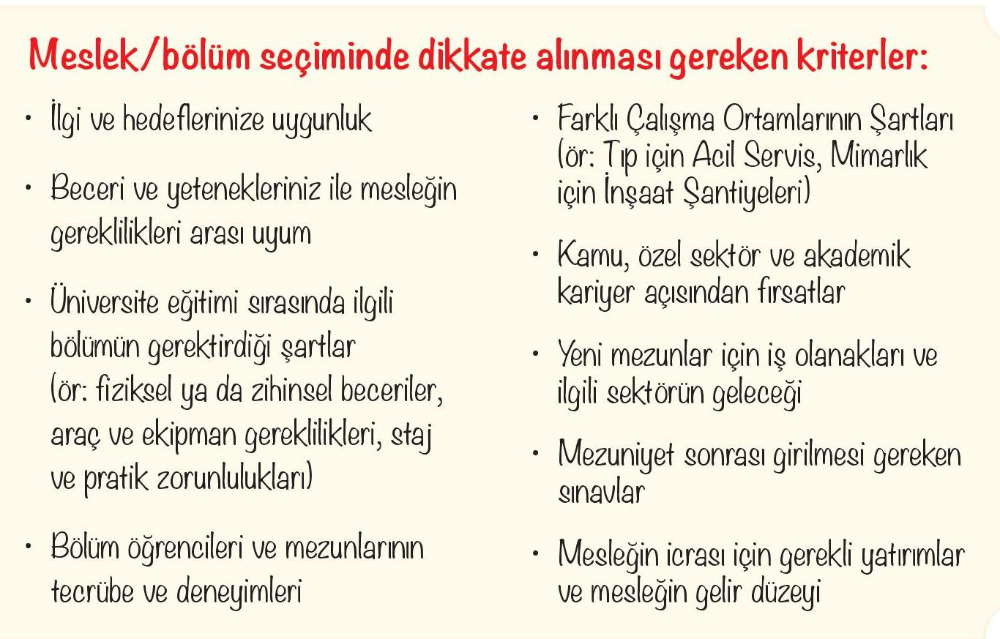 Meslek/bölüm seçiminde dikkate alınması gereken kriterler:
• İlgi ve hedeflerinize uygunluk
• Beceri ve yetenekleriniz ile mesleğin
gereklilikleri arası uyum
• Üniversite eğitimi sırasında ilgili
bölümün gerektirdiği şartlar
(ör: fiziksel ya da zihinsel beceriler,
araç ve ekipman gereklilikleri, staj
ve pratik zorunlulukları)
• Bölüm öğrencileri ve mezunlarının
tecrübe ve deneyimleri
• Farklı Çalışma Ortamlarının Şartları
(ör: Tıp için Acil Servis, Mimarlık
için İnşaat Şantiyeleri)
• Kamu, özel sektör ve akademik
kariyer açısından fırsatlar
• Yeni mezunlar için iş olanakları ve
ilgili sektörün geleceği
• Mezuniyet sonrası girilmesi gereken
sınavlar
• Mesleğin icrası için gerekli yatırımlar
ve mesleğin gelir düzeyi